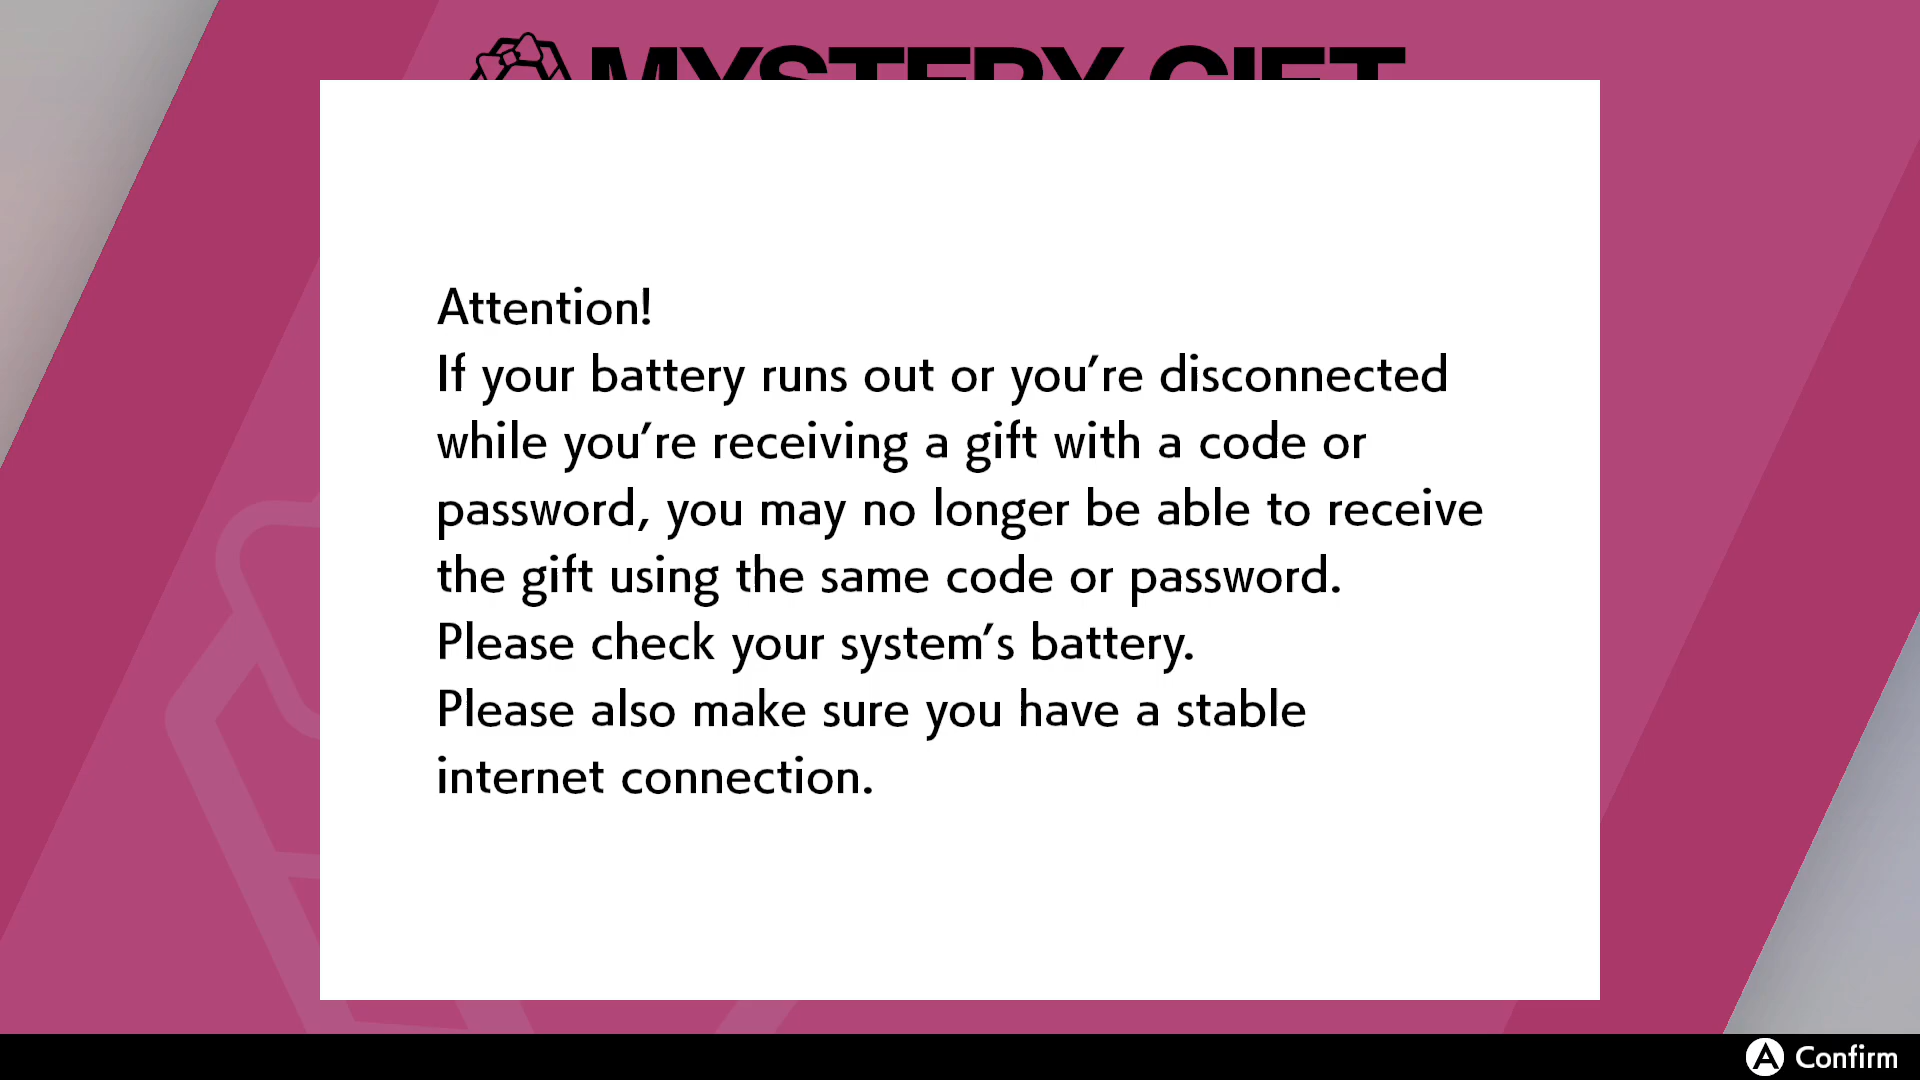 MYSTERY GIFT
Attention!
If your battery runs out or you’re disconnected
while you’re receiving a gift with a code or
password, you may no longer be able to receive
the gift using the same code or password.
Please check your system’s battery.
Please also make sure you have a stable
internet connection.
A Confirm